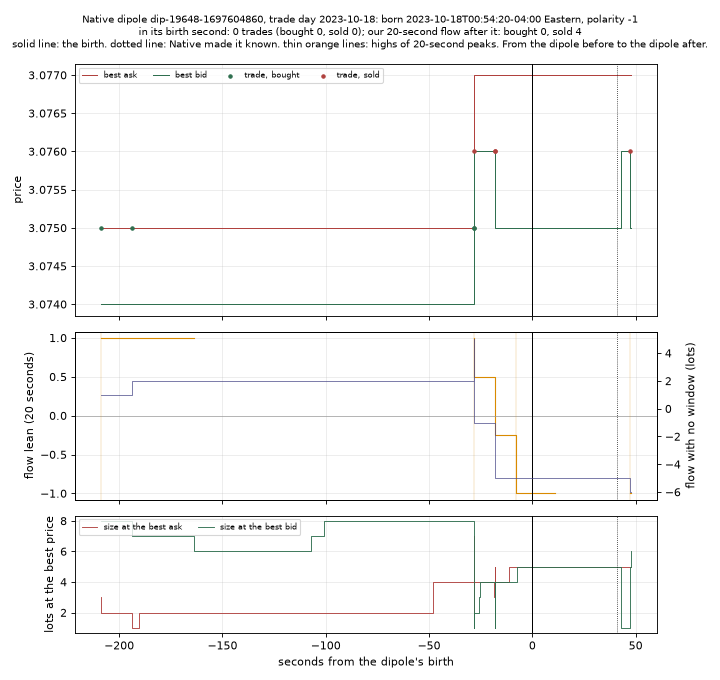 Native dipole dip-19648-1697604860, trade day 2023-10-18: born 2023-10-18T00:54:20-04:00 Eastern, polarity -1
in its birth second: 0 trades (bought 0, sold 0); our 20-second flow after it: bought 0, sold 4
solid line: the birth. dotted line: Native made it known. thin orange lines: highs of 20-second peaks. From the dipole before to the dipole after.
best ask best bid trade, bought trade, sold
3.0770
3.0765
3.0760
3.0755
3.0750
3.0745
3.0740
price
1.0
0.5
0.0
−0.5
−1.0
flow lean (20 seconds)
4
2
0
−2
−4
−6
flow with no window (lots)
size at the best ask size at the best bid
8
6
4
2
lots at the best price
−200 −150 −100 −50 0 50
seconds from the dipole's birth